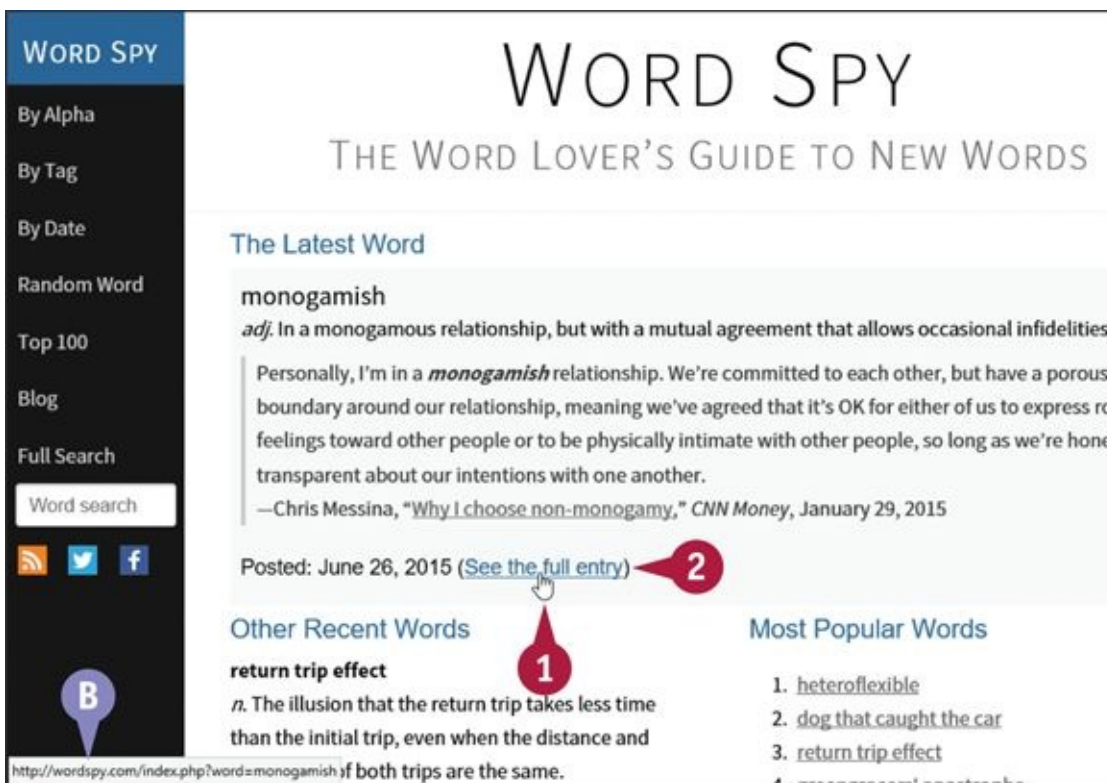 WORD SPY
By Alpha
By Tag
By Date
Random Word
Top 100
Blog
Full Search
Word search
f
B
WORD SPY
THE WORD LOVER'S GUIDE TO NEW WORDS
The Latest Word
monogamish
adj. In a monogamous relationship, but with a mutual agreement that allows occasional infidelities
Personally, I'm in a monogamish relationship. We're committed to each other, but have a porous
boundary around our relationship, meaning we've agreed that it's OK for either of us to express
feelings toward other people or to be physically intimate with other people, so long as we're
transparent about our intentions with one another.
—Chris Messina, "Why I choose non-monogamy," CNN Money, January 29, 2015
Posted: June 26, 2015 (See the full entry)
2
1
Other Recent Words
return trip effect
n. The illusion that the return trip takes less time
than the initial trip, even when the distance and
of both trips are the same.
http://wordspy.com/index.php?word=monogamish
Most Popular Words
1. heteroflexible
2. dog that caught the car
3. return trip effect